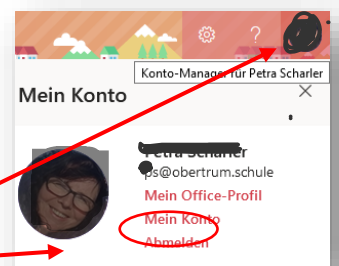 ?
Konto-Manager für Petra Scharler
Mein Konto
Petra Scharler
ps@obertrum.schule
Mein Office-Profil
Mein Konto
Abmelden